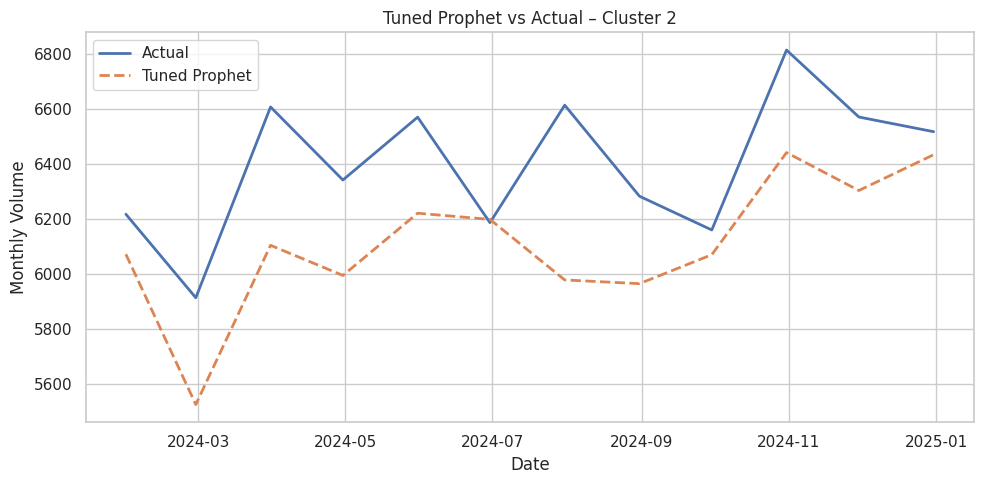 Tuned Prophet vs Actual – Cluster 2
Actual
Tuned Prophet
Monthly Volume
6800
6600
6400
6200
6000
5800
5600
2024-03 2024-05 2024-07 2024-09 2024-11 2025-01
Date